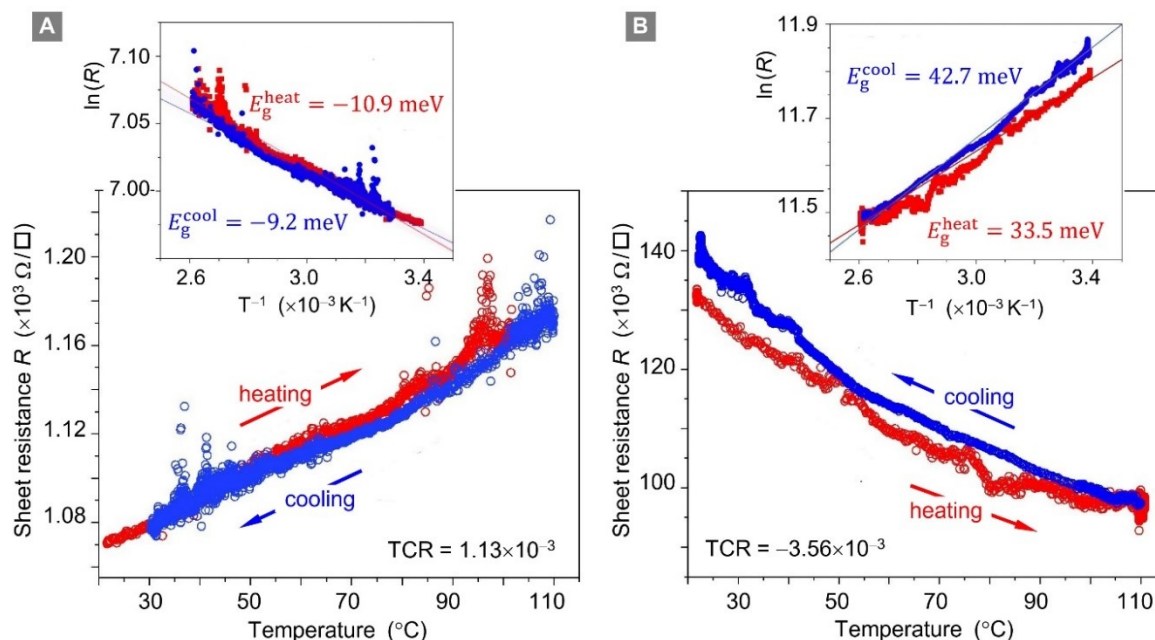 A
ln(R)
7.10
7.05
7.00
E_g^heat = −10.9 meV
E_g^cool = −9.2 meV
2.6 3.0 3.4
T⁻¹ (×10⁻³ K⁻¹)
Sheet resistance R (×10³ Ω/□)
1.20
1.16
1.12
1.08
heating
cooling
TCR = 1.13×10⁻³
30 50 70 90 110
Temperature (°C)
B
ln(R)
11.9
11.7
11.5
E_g^cool = 42.7 meV
E_g^heat = 33.5 meV
2.6 3.0 3.4
T⁻¹ (×10⁻³ K⁻¹)
Sheet resistance R (×10³ Ω/□)
140
120
100
cooling
heating
TCR = −3.56×10⁻³
30 50 70 90 110
Temperature (°C)